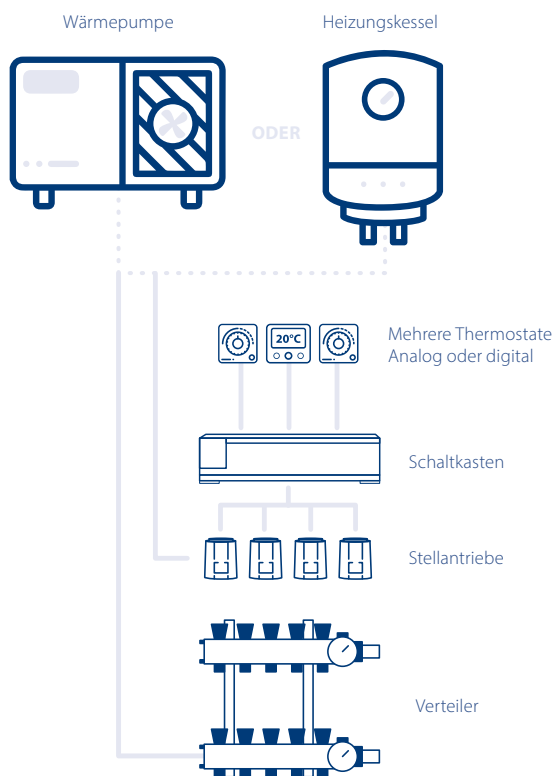 Wärmepumpe
Heizungskessel
ODER
20°C
Mehrere Thermostate
Analog oder digital
Schaltkasten
Stellantriebe
Verteiler